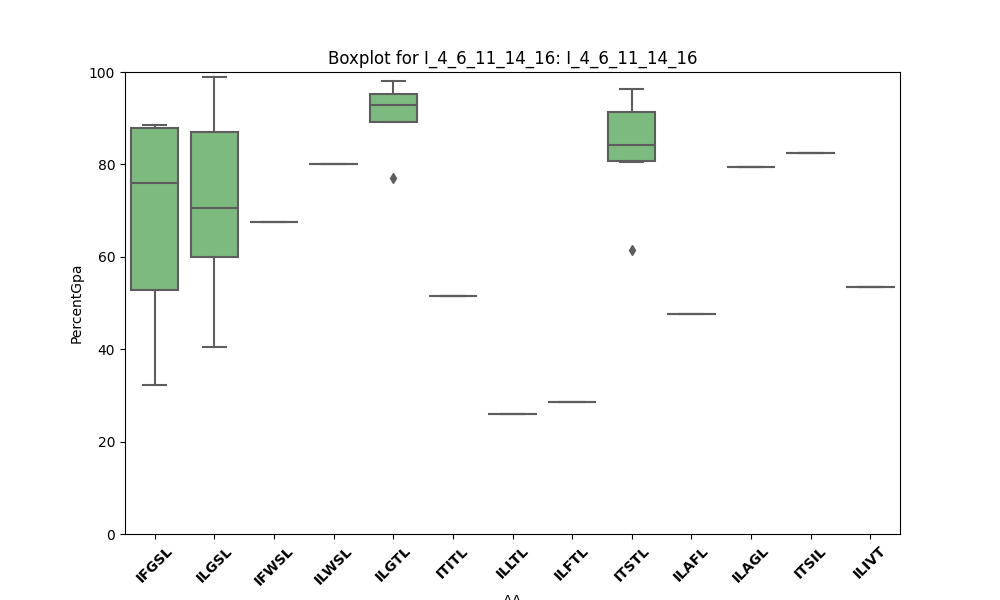 Boxplot for I_4_6_11_14_16: I_4_6_11_14_16
PercentGpa
100
80
60
40
20
0
IFGSL
ILGSL
IFWSL
ILWSL
ILGTL
ITITL
ILLTL
ILFTL
ITSTL
ILAFL
ILAGL
ITSIL
ILIVT
AA